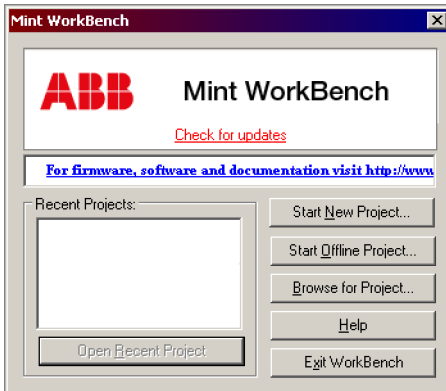 Mint WorkBench
ABB Mint WorkBench
Check for updates
For firmware, software and documentation visit http://www
Recent Projects:
Open Recent Project
Start New Project...
Start Offline Project...
Browse for Project...
Help
Exit WorkBench